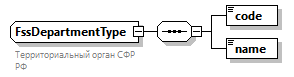 FssDepartmentType
code
name
Территориальный орган СФР
РФ